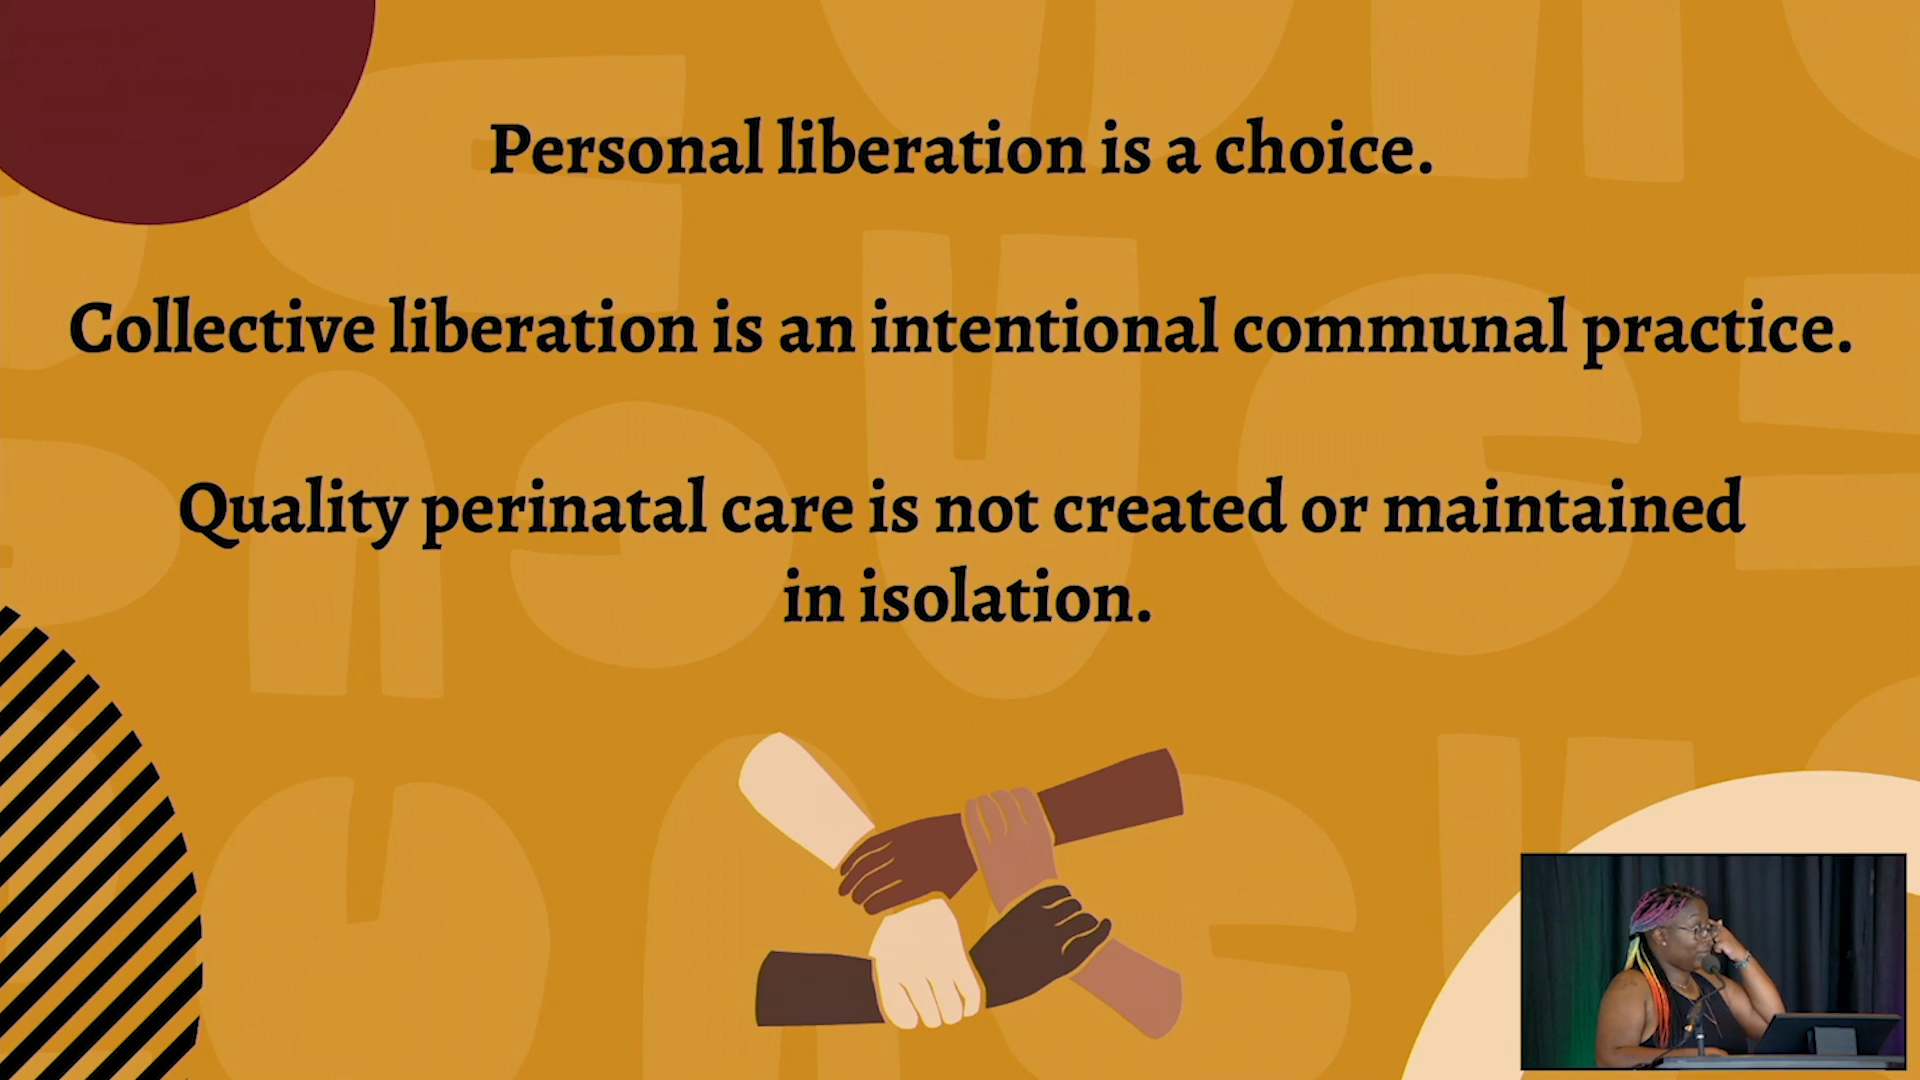 Personal liberation is a choice.
Collective liberation is an intentional communal practice.
Quality perinatal care is not created or maintained
in isolation.